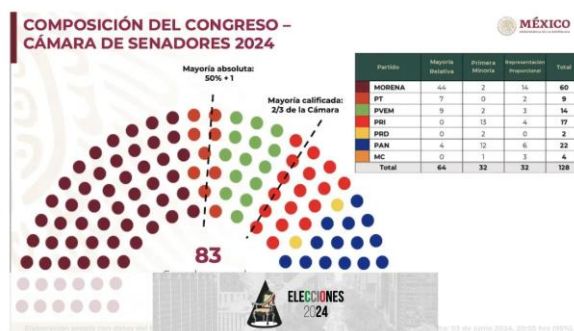 COMPOSICIÓN DEL CONGRESO –
CÁMARA DE SENADORES 2024
MÉXICO
Mayoría absoluta:
50% + 1
Mayoría calificada:
2/3 de la Cámara
Partido Mayoría Relativa Primera Minoría Representación Proporcional Total
MORENA 44 2 14 60
PT 7 0 2 9
PVEM 9 2 3 14
PRI 0 13 4 17
PRD 0 2 0 2
PAN 4 12 6 22
MC 0 1 3 4
Total 64 32 32 128
83
ELECCIONES
2024